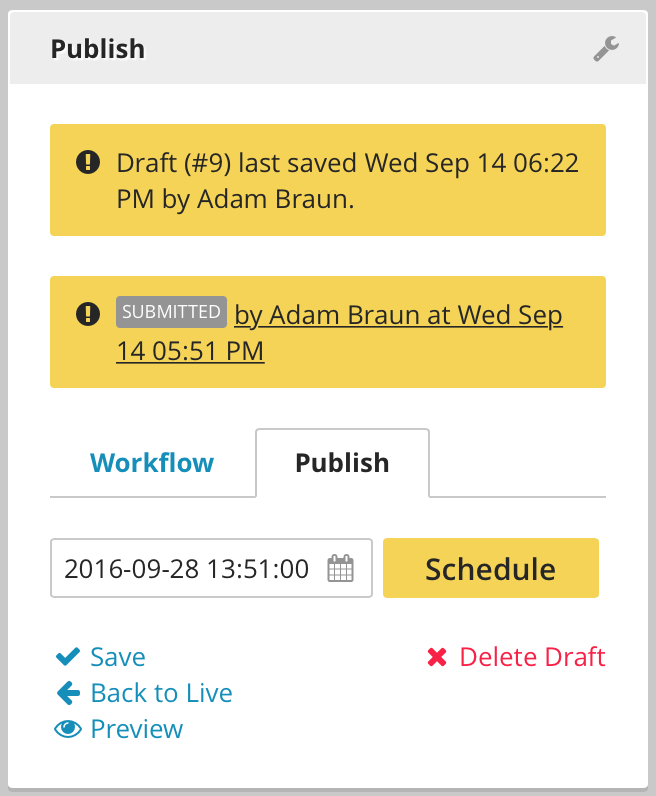 Publish
Draft (#9) last saved Wed Sep 14 06:22
PM by Adam Braun.
SUBMITTED by Adam Braun at Wed Sep
14 05:51 PM
Workflow Publish
2016-09-28 13:51:00 Schedule
Save Delete Draft
Back to Live
Preview